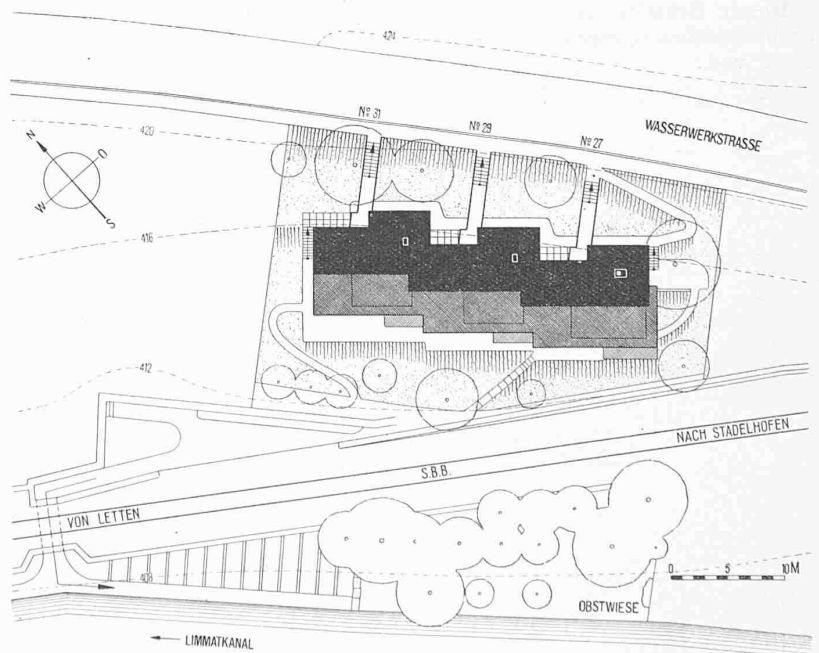 424
Nº 31
420
Nº 29
Nº 27
WASSERWERKSTRASSE
N
O
W
S
416
412
NACH STADELHOFEN
S.B.B.
VON LETTEN
408
0 5 10M
OBSTWIESE
LIMMATKANAL